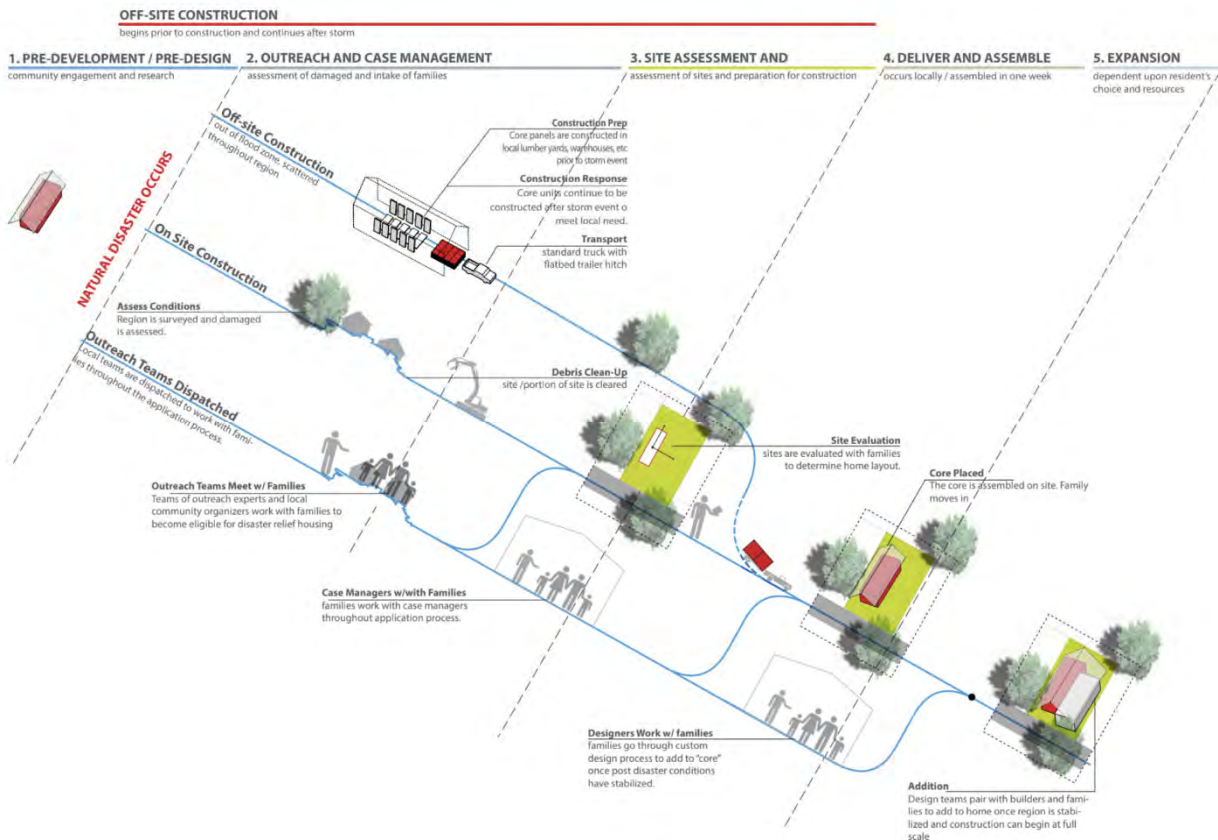 OFF-SITE CONSTRUCTION
begins prior to construction and continues after storm
1. PRE-DEVELOPMENT / PRE-DESIGN
community engagement and research
2. OUTREACH AND CASE MANAGEMENT
assessment of damaged and intake of families
3. SITE ASSESSMENT AND
assessment of sites and preparation for construction
4. DELIVER AND ASSEMBLE
occurs locally / assembled in one week
5. EXPANSION
dependent upon resident's
choice and resources
NATURAL DISASTER OCCURS
Off-site Construction
out of flood zone, scattered
throughout region
Construction Prep
Core panels are constructed in
local lumber yards, warehouses, etc
prior to storm event
Construction Response
Core units continue to be
constructed after storm event o
meet local need.
Transport
standard truck with
flatbed trailer hitch
On Site Construction
Assess Conditions
Region is surveyed and damaged
is assessed.
Debris Clean-Up
site /portion of site is cleared
Outreach Teams Dispatched
Local teams are dispatched to work with fami-
lies throughout the application process.
Site Evaluation
sites are evaluated with families
to determine home layout.
Outreach Teams Meet w/ Families
Teams of outreach experts and local
community organizers work with families to
become eligible for disaster relief housing
Core Placed
The core is assembled on site. Family
moves in
Case Managers w/with Families
families work with case managers
throughout application process.
Designers Work w/ families
families go through custom
design process to add to "core"
once post disaster conditions
have stabilized.
Addition
Design teams pair with builders and fami-
lies to add to home once region is stabi-
lized and construction can begin at full
scale